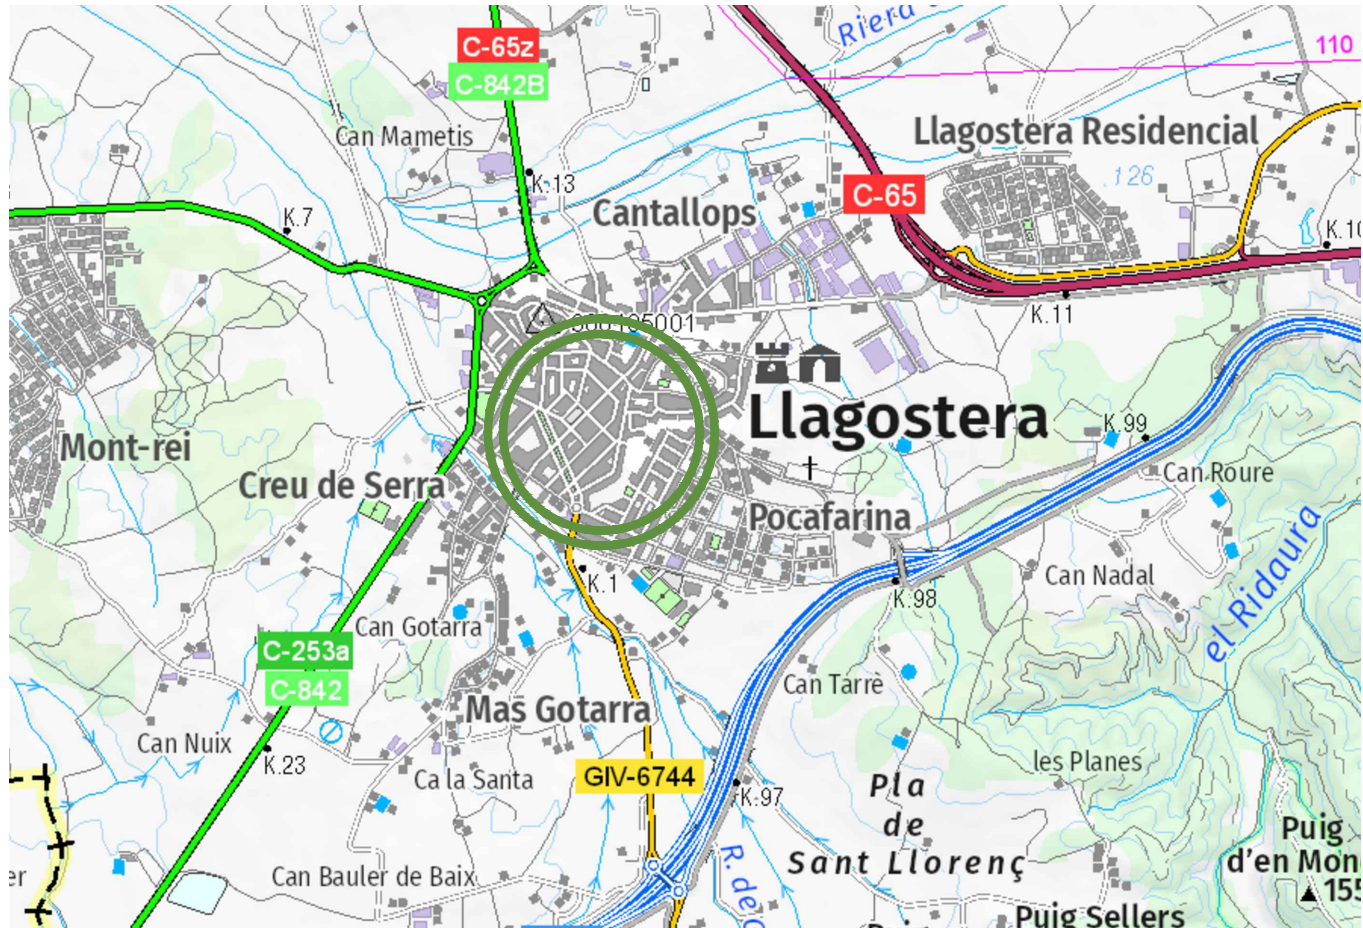 Riera
C-65z
C-842B
110
Can Mametis
Llagostera Residencial
K.13
C-65
126
Cantallops
K.7
K.10
K.11
Llagostera
Mont-rei
K.99
Creu de Serra
Can Roure
Pocafarina
K.1
Can Nadal
K.98
el Ridaura
Can Gotarra
C-253a
C-842
Can Tarrè
Mas Gotarra
Can Nuix
K.23
Ca la Santa
GIV-6744
les Planes
K.97
Pla
de
Sant Llorenç
Puig
d'en Mon
155
Can Bauler de Baix
R.de
Puig Sellers